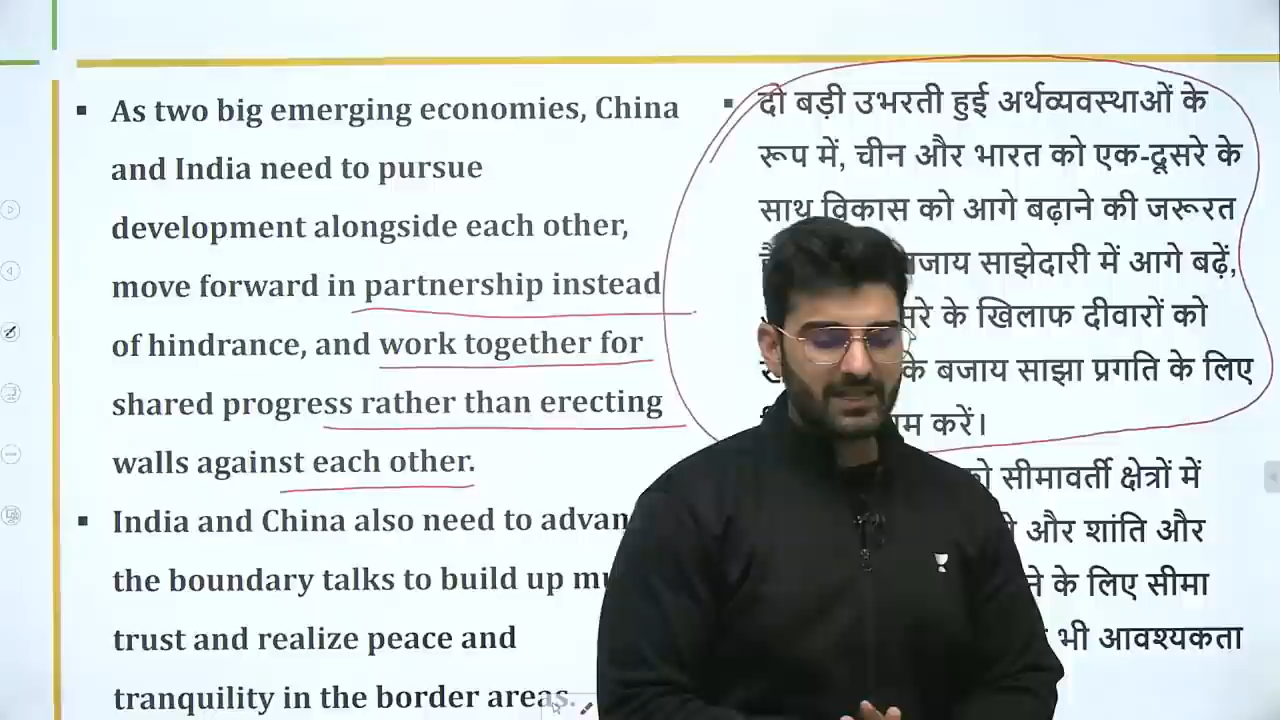 ▪ As two big emerging economies, China
and India need to pursue
development alongside each other,
move forward in partnership instead
of hindrance, and work together for
shared progress rather than erecting
walls against each other.
▪ India and China also need to
the boundary talks to build up
trust and realize peace and
tranquility in the border areas.
▪ दो बड़ी उभरती हुई अर्थव्यवस्थाओं के
रूप में, चीन और भारत को एक-दूसरे के
साथ विकास को आगे बढ़ाने की जरूरत
साझेदारी में आगे बढ़ें,
के खिलाफ दीवारों को
के बजाय साझा प्रगति के लिए
करें।
सीमावर्ती क्षेत्रों में
और शांति और
के लिए सीमा
भी आवश्यकता